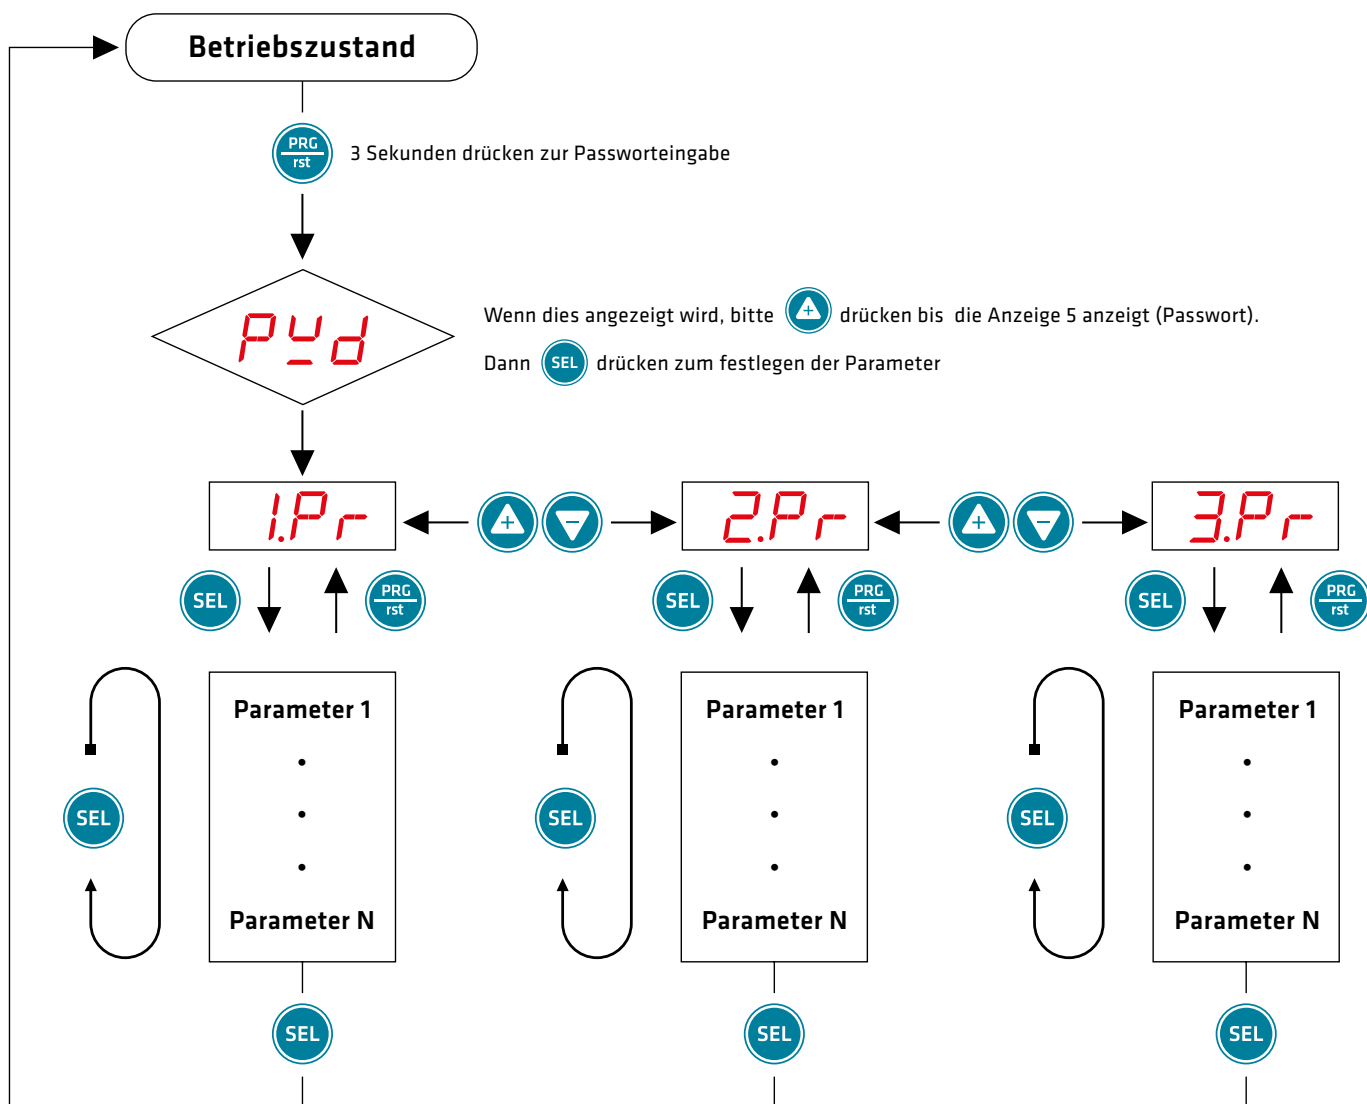 Betriebszustand
PRG
rst
3 Sekunden drücken zur Passworteingabe
PWd
Wenn dies angezeigt wird, bitte + drücken bis die Anzeige 5 anzeigt (Passwort).
Dann SEL drücken zum festlegen der Parameter
1.Pr
+ −
2.Pr
+ −
3.Pr
SEL
PRG
rst
SEL
PRG
rst
SEL
PRG
rst
Parameter 1
Parameter 1
Parameter 1
SEL
SEL
SEL
Parameter N
Parameter N
Parameter N
SEL
SEL
SEL